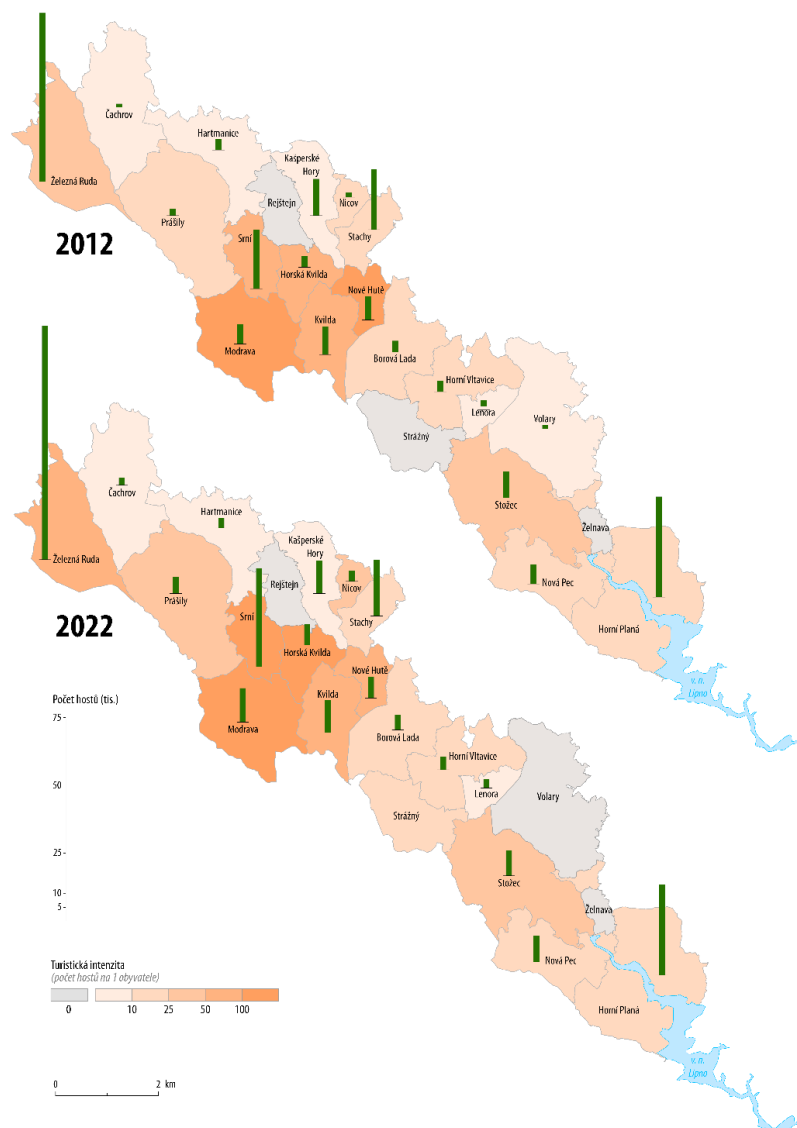 Čachrov
Hartmanice
Kašperské
Hory
Železná Ruda
Rejštejn
Nicov
Prášily
Stachy
Srní
2012
Horská Kvilda
Nové Hutě
Kvilda
Modrava
Borová Lada
Horní Vltavice
Lenora
Volary
Strážný
Stožec
Želnava
Nová Pec
Horní Planá
v. n.
Lipno
Čachrov
Hartmanice
Kašperské
Hory
Železná Ruda
Rejštejn
Nicov
Prášily
Stachy
Srní
2022
Horská Kvilda
Nové Hutě
Kvilda
Modrava
Borová Lada
Horní Vltavice
Lenora
Volary
Strážný
Stožec
Želnava
Nová Pec
Horní Planá
v. n.
Lipno
Počet hostů (tis.)
75
50
25
10
5
Turistická intenzita
(počet hostů na 1 obyvatele)
0 10 25 50 100
0 2 km